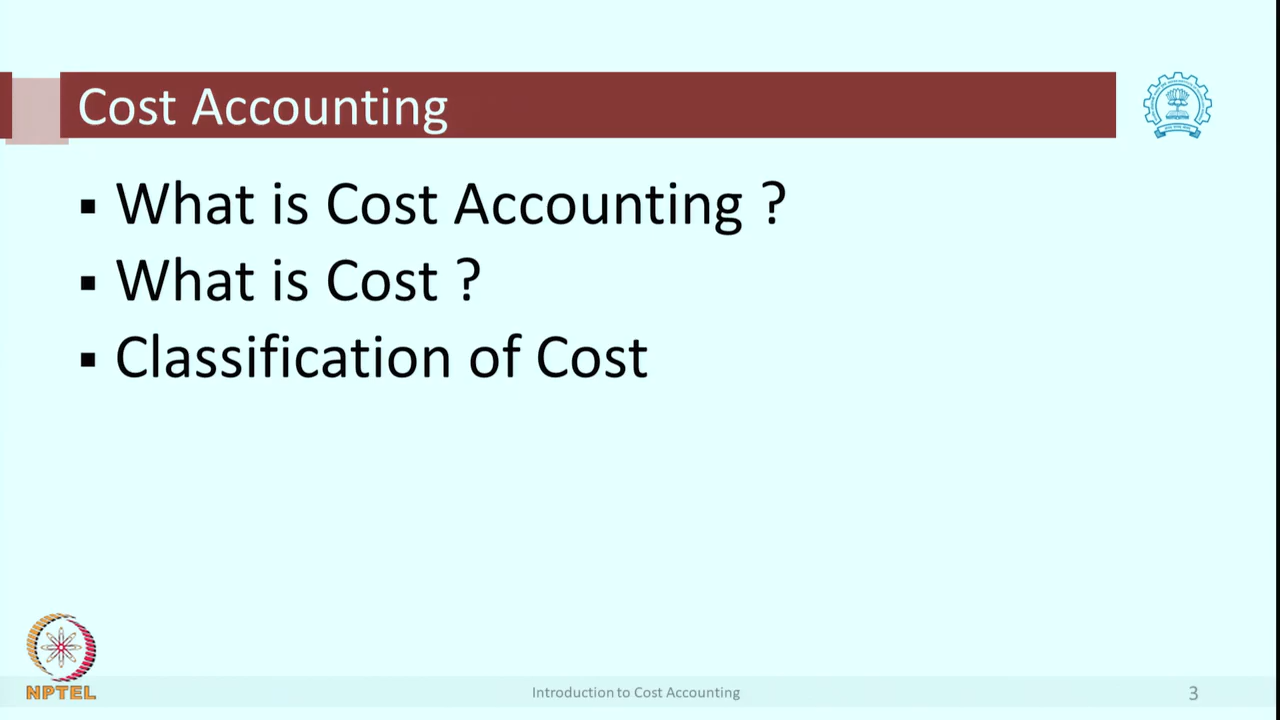 Cost Accounting
▪ What is Cost Accounting ?
▪ What is Cost ?
▪ Classification of Cost
NPTEL
Introduction to Cost Accounting
3